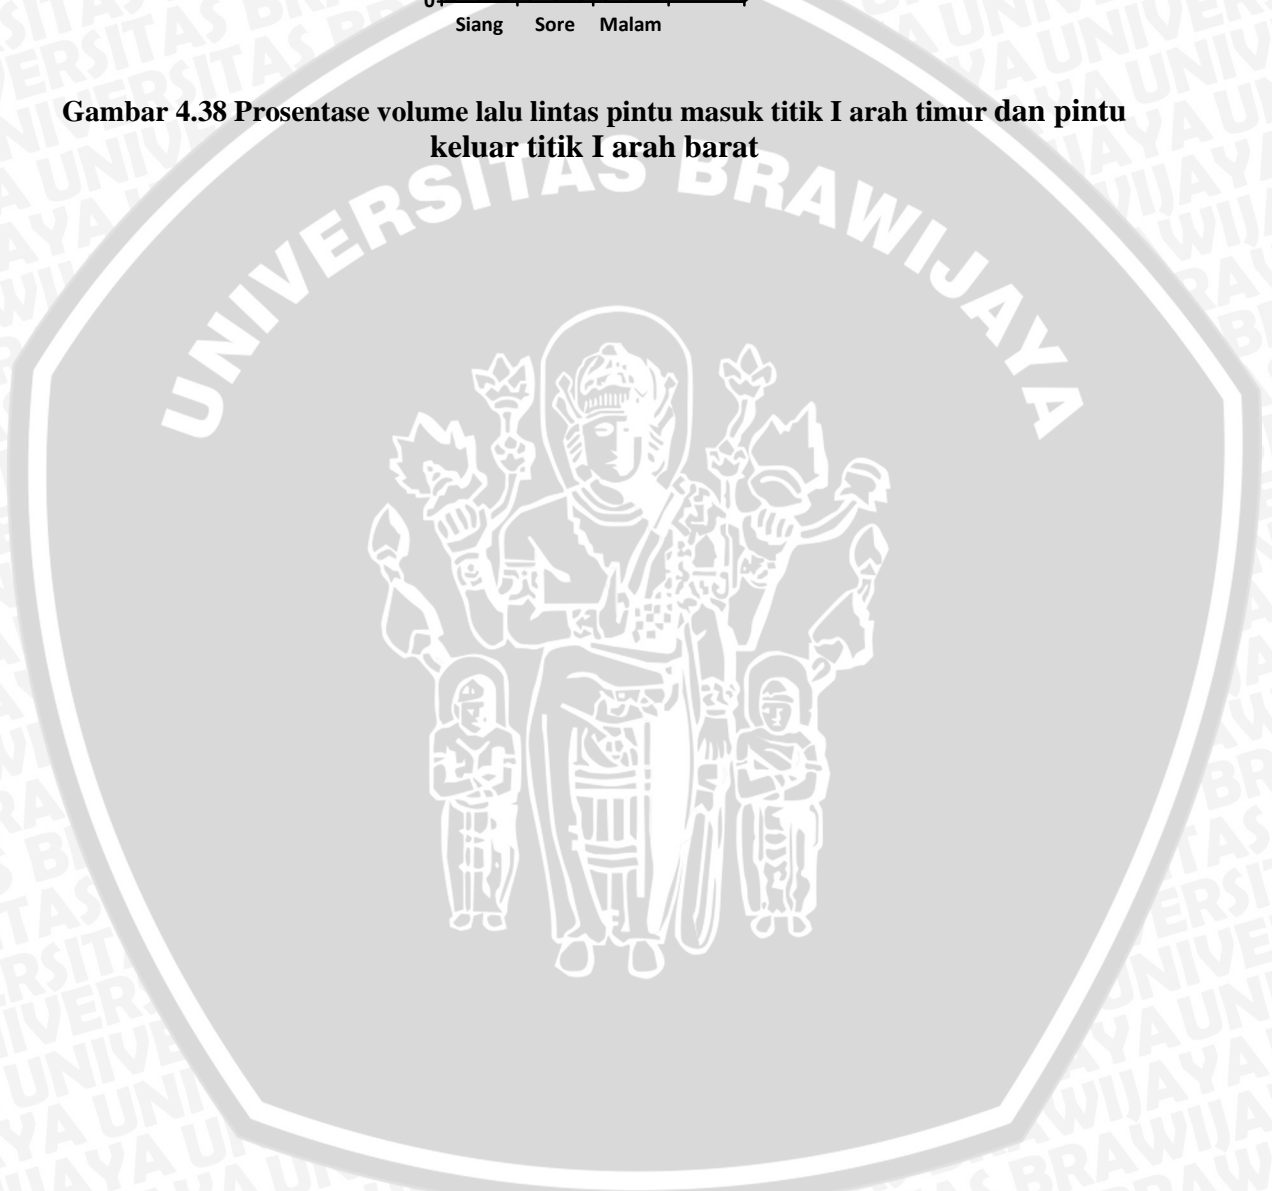 0
Siang Sore Malam
Gambar 4.38 Prosentase volume lalu lintas pintu masuk titik I arah timur dan pintu
keluar titik I arah barat
UNIVERSITAS BRAWIJAYA